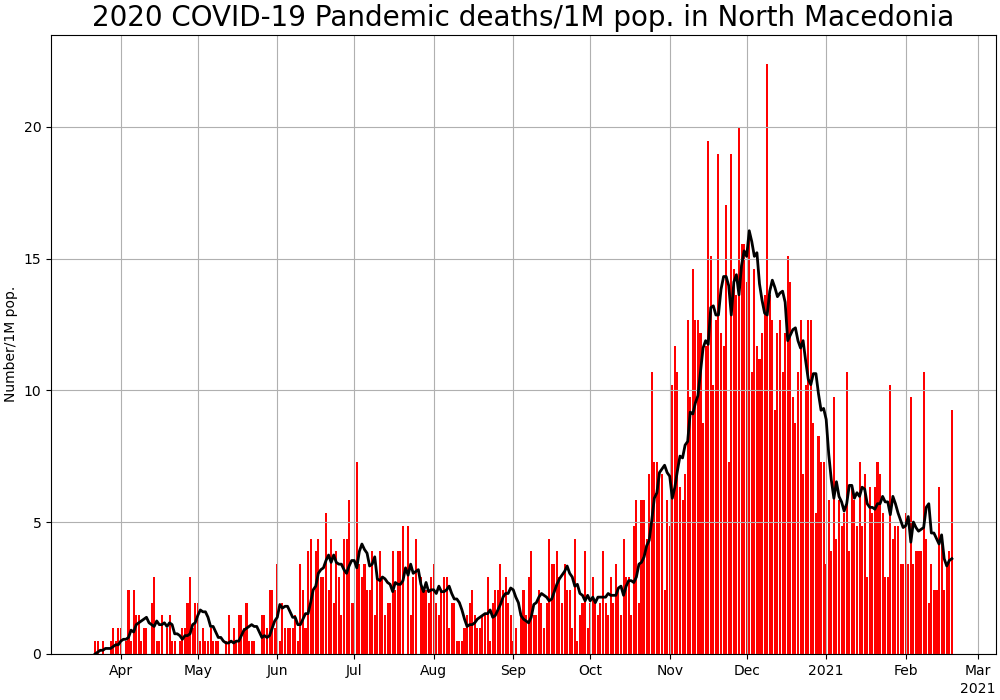 2020 COVID-19 Pandemic deaths/1M pop. in North Macedonia
Number/1M pop.
20
15
10
5
0
Apr May Jun Jul Aug Sep Oct Nov Dec 2021 Feb Mar
2021